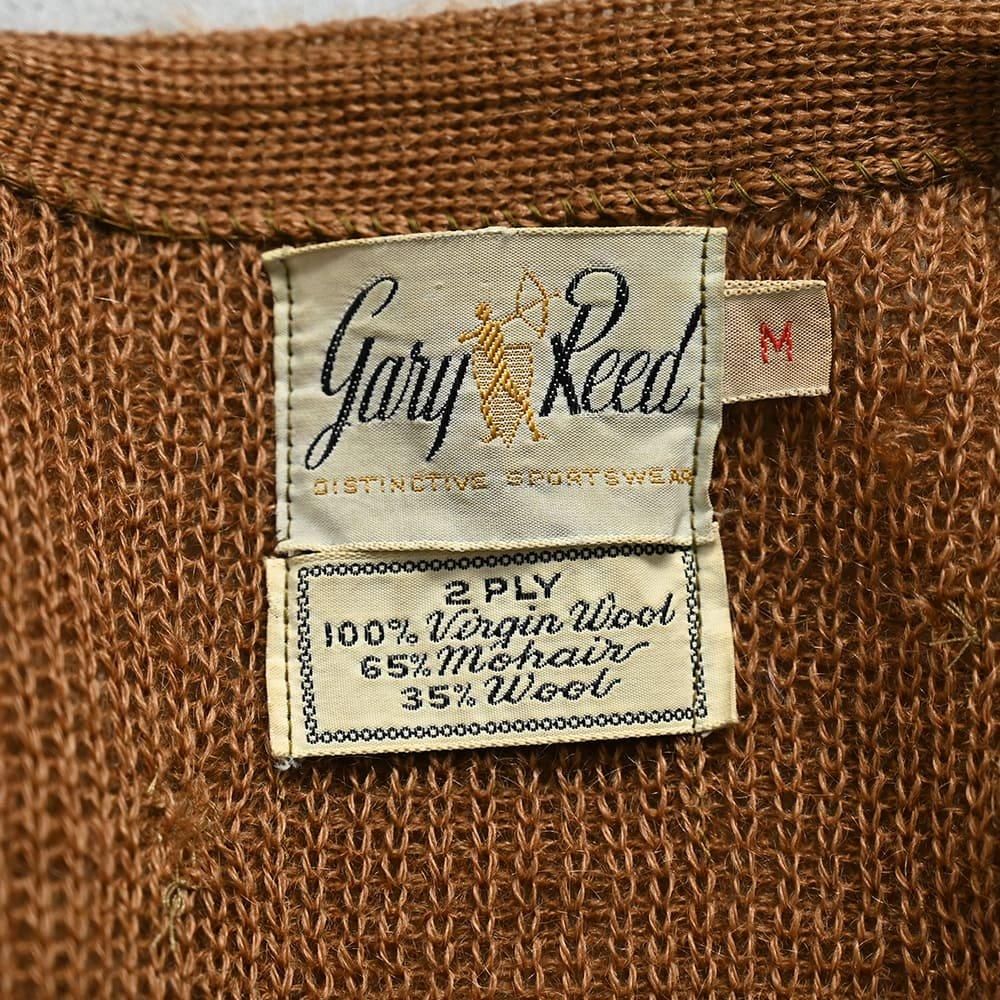 Gary Reed
DISTINCTIVE SPORTSWEAR
M
2 PLY
100% Virgin Wool
65% Mohair
35% Wool